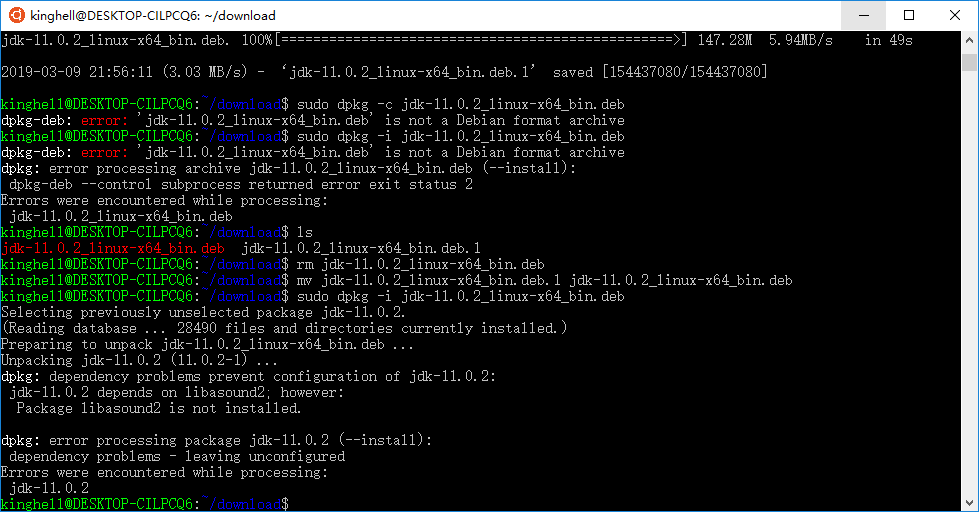 kinghell@DESKTOP-CILPCQ6: ~/download
jdk-11.0.2_linux-x64_bin.deb. 100%[================================================>] 147.28M  5.94MB/s    in 49s
2019-03-09 21:56:11 (3.03 MB/s) - ‘jdk-11.0.2_linux-x64_bin.deb.1’ saved [154437080/154437080]
kinghell@DESKTOP-CILPCQ6:~/download$ sudo dpkg -c jdk-11.0.2_linux-x64_bin.deb
dpkg-deb: error: 'jdk-11.0.2_linux-x64_bin.deb' is not a Debian format archive
kinghell@DESKTOP-CILPCQ6:~/download$ sudo dpkg -i jdk-11.0.2_linux-x64_bin.deb
dpkg-deb: error: 'jdk-11.0.2_linux-x64_bin.deb' is not a Debian format archive
dpkg: error processing archive jdk-11.0.2_linux-x64_bin.deb (--install):
 dpkg-deb --control subprocess returned error exit status 2
Errors were encountered while processing:
 jdk-11.0.2_linux-x64_bin.deb
kinghell@DESKTOP-CILPCQ6:~/download$ ls
jdk-11.0.2_linux-x64_bin.deb  jdk-11.0.2_linux-x64_bin.deb.1
kinghell@DESKTOP-CILPCQ6:~/download$ rm jdk-11.0.2_linux-x64_bin.deb
kinghell@DESKTOP-CILPCQ6:~/download$ mv jdk-11.0.2_linux-x64_bin.deb.1 jdk-11.0.2_linux-x64_bin.deb
kinghell@DESKTOP-CILPCQ6:~/download$ sudo dpkg -i jdk-11.0.2_linux-x64_bin.deb
Selecting previously unselected package jdk-11.0.2.
(Reading database ... 28490 files and directories currently installed.)
Preparing to unpack jdk-11.0.2_linux-x64_bin.deb ...
Unpacking jdk-11.0.2 (11.0.2-1) ...
dpkg: dependency problems prevent configuration of jdk-11.0.2:
 jdk-11.0.2 depends on libasound2; however:
  Package libasound2 is not installed.
dpkg: error processing package jdk-11.0.2 (--install):
 dependency problems - leaving unconfigured
Errors were encountered while processing:
 jdk-11.0.2
kinghell@DESKTOP-CILPCQ6:~/download$